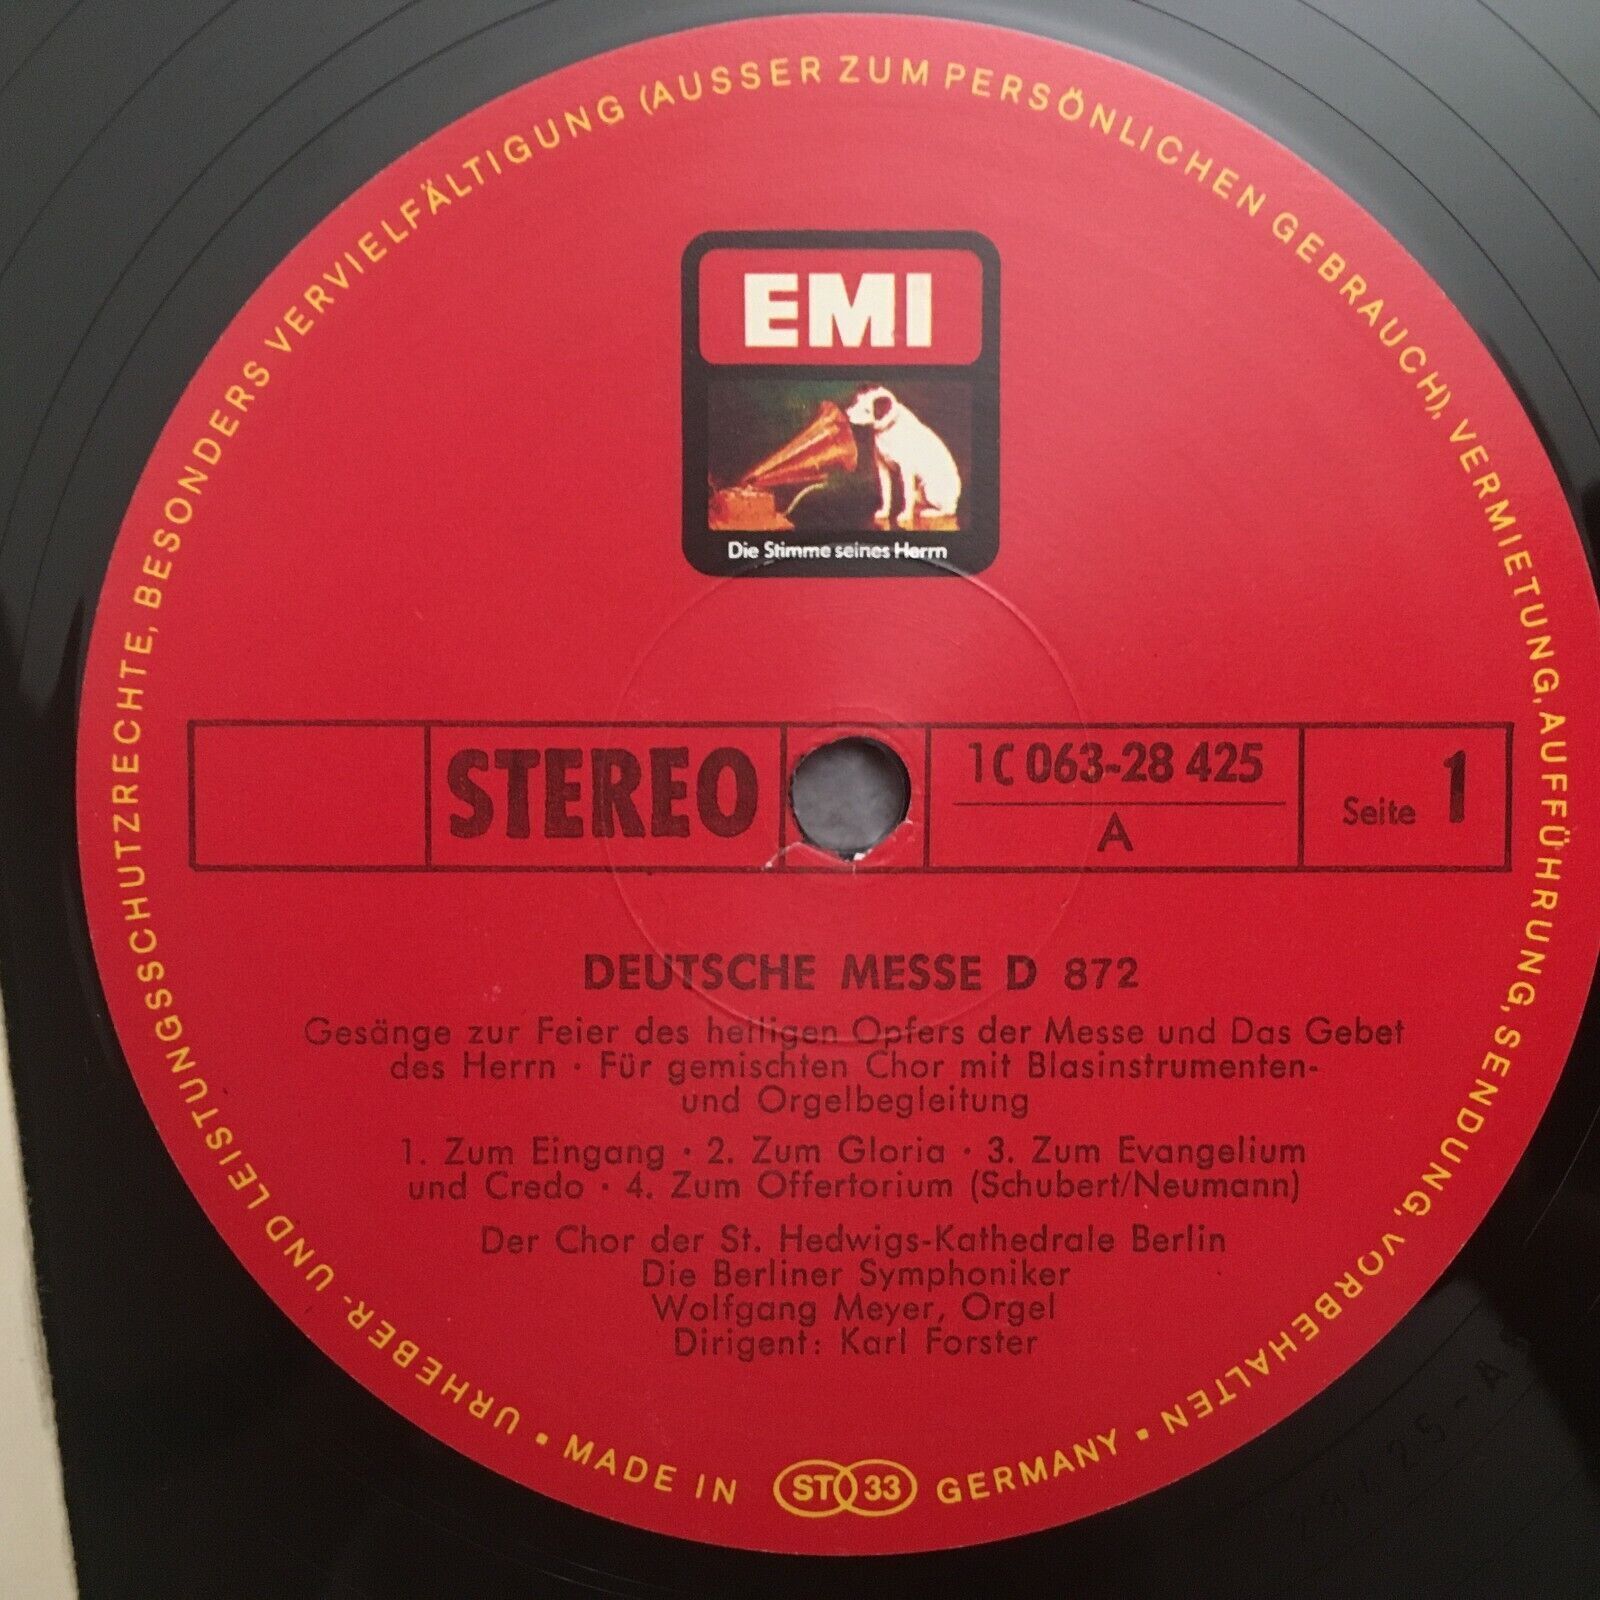 URHEBER- UND LEISTUNGSSCHUTZRECHTE, BESONDERS VERVIELFÄLTIGUNG (AUSSER ZUM PERSÖNLICHEN GEBRAUCH), VERMIETUNG, AUFFÜHRUNG, SENDUNG, VORBEHALTEN ▪
EMI
Die Stimme seines Herrn
STEREO
1C 063-28 425
A
Seite 1
DEUTSCHE MESSE D 872
Gesänge zur Feier des heiligen Opfers der Messe und Das Gebet
des Herrn · Für gemischten Chor mit Blasinstrumenten-
und Orgelbegleitung
1. Zum Eingang · 2. Zum Gloria · 3. Zum Evangelium
und Credo · 4. Zum Offertorium (Schubert/Neumann)
Der Chor der St. Hedwigs-Kathedrale Berlin
Die Berliner Symphoniker
Wolfgang Meyer, Orgel
Dirigent: Karl Forster
▪ MADE IN ST 33 GERMANY